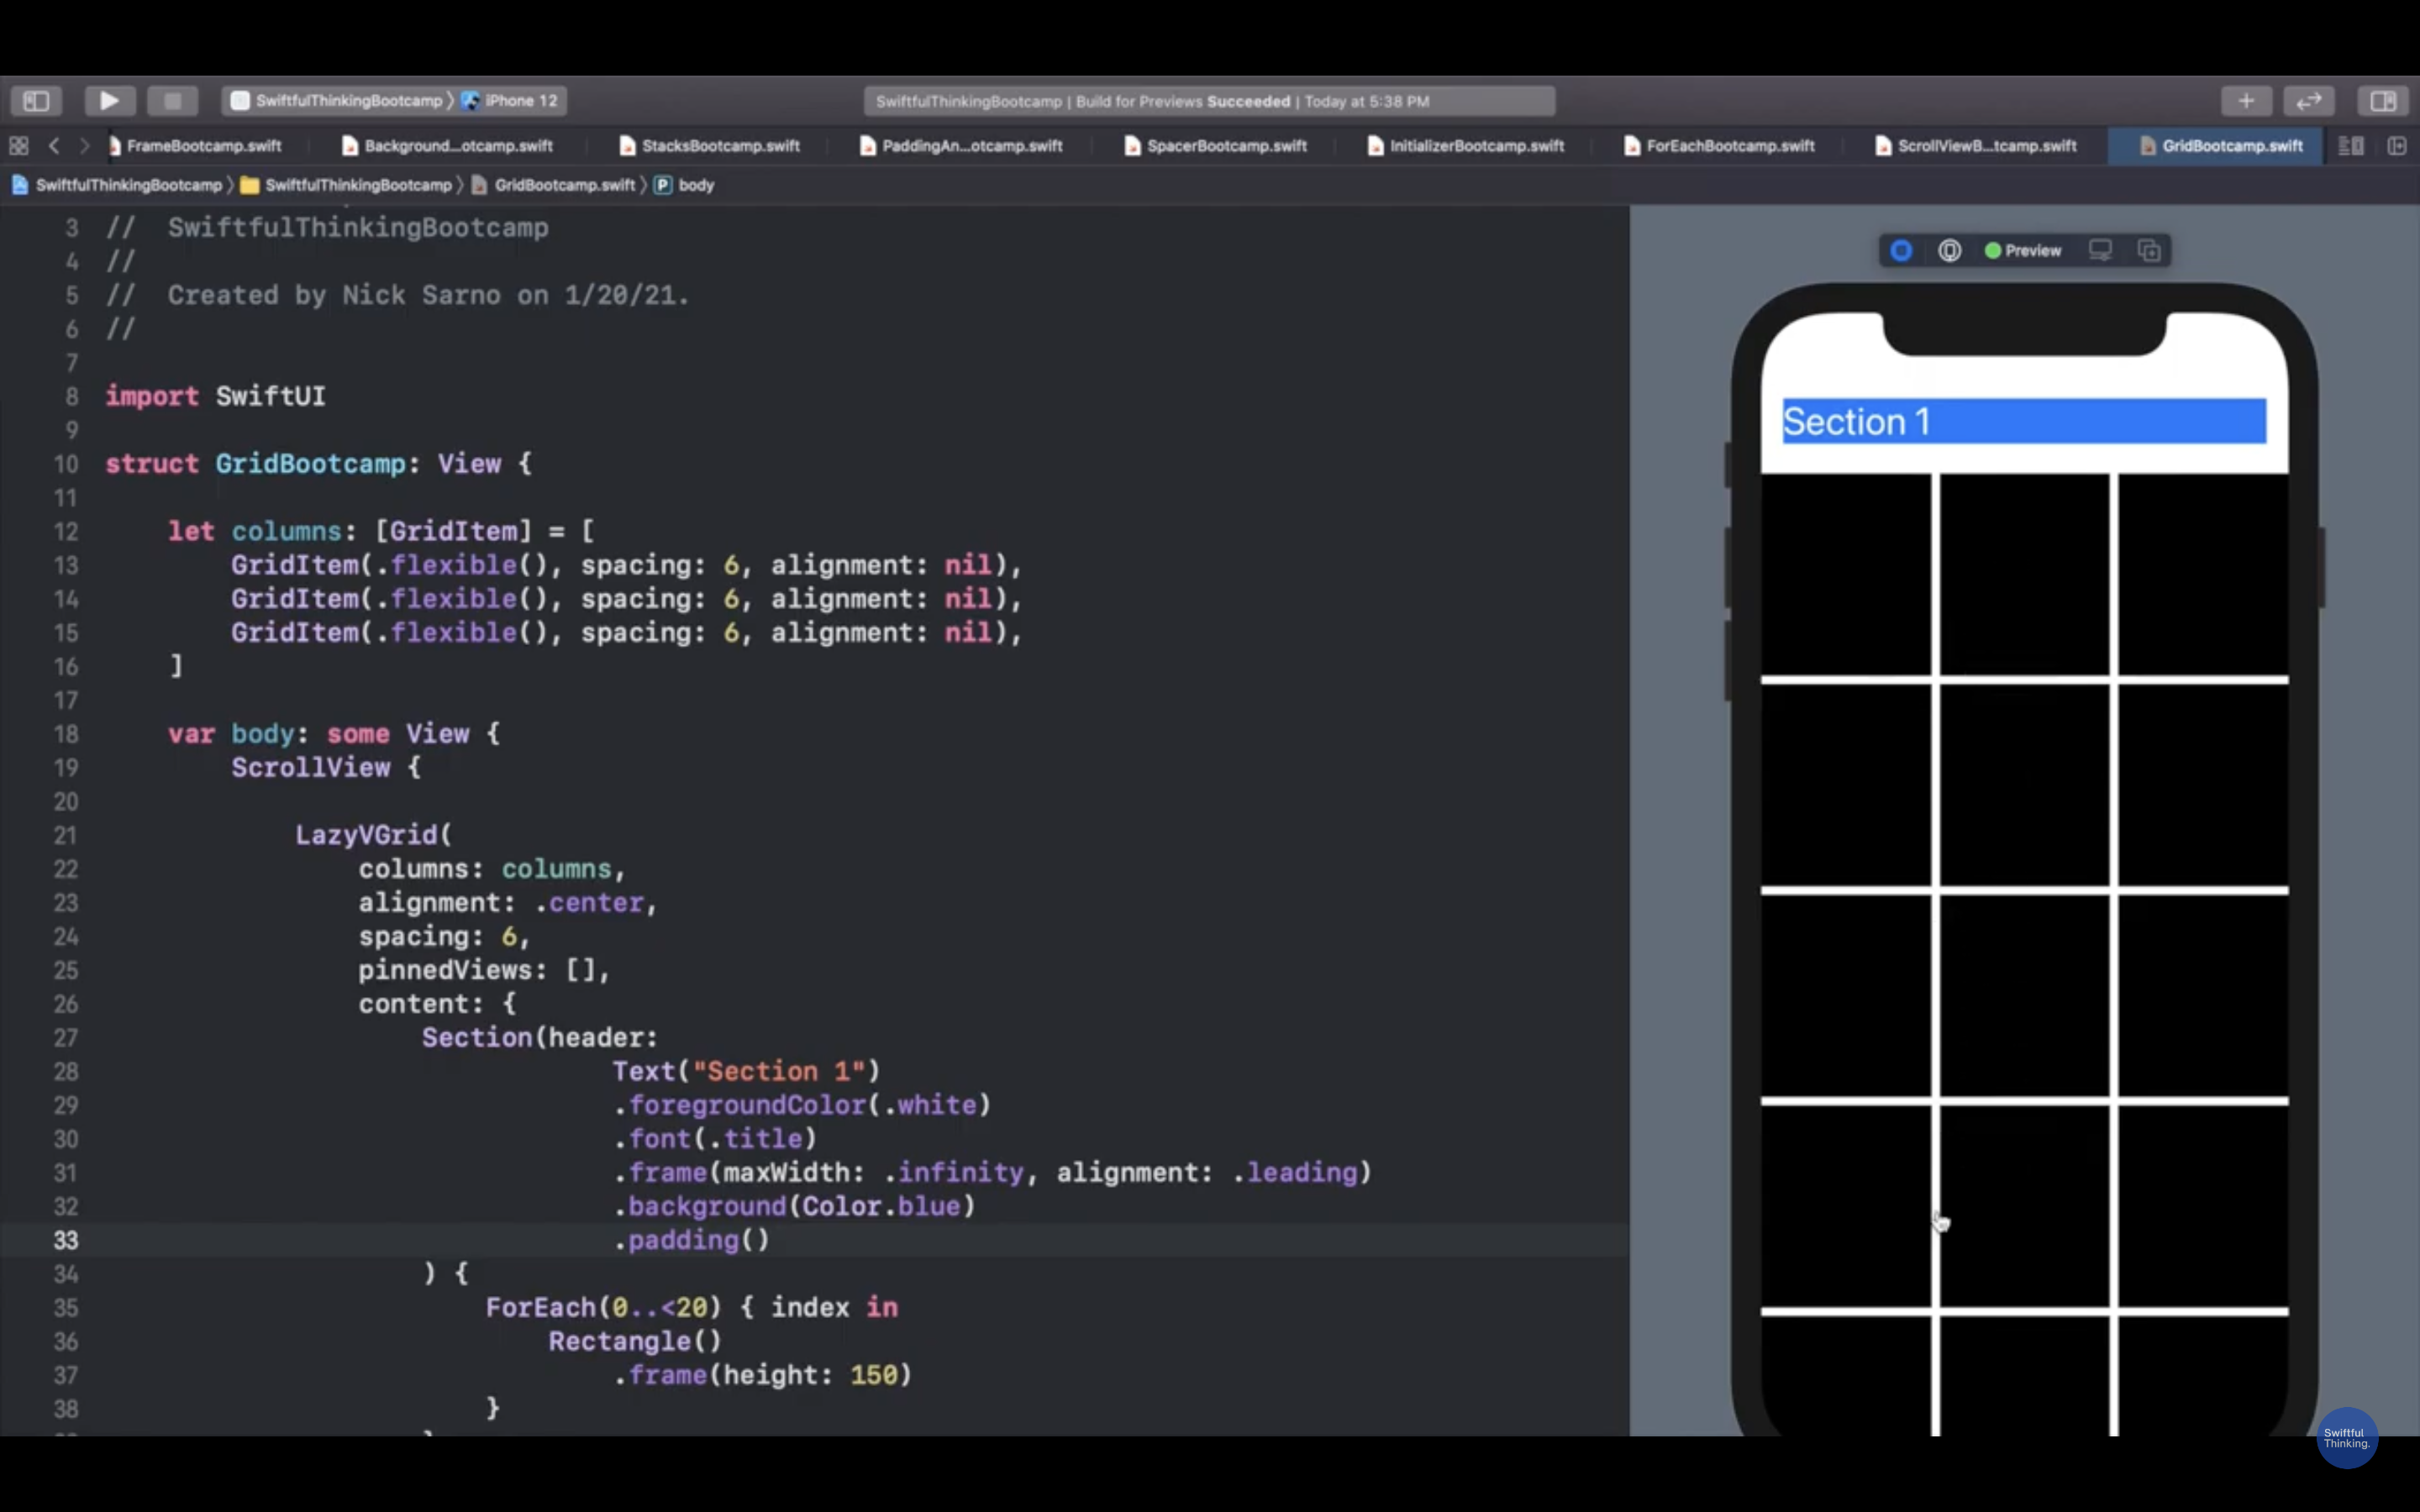 SwiftfulThinkingBootcamp 〉 iPhone 12
SwiftfulThinkingBootcamp | Build for Previews Succeeded | Today at 5:38 PM
FrameBootcamp.swift
Background...otcamp.swift
StacksBootcamp.swift
PaddingAn...otcamp.swift
SpacerBootcamp.swift
InitializerBootcamp.swift
ForEachBootcamp.swift
ScrollViewB...tcamp.swift
GridBootcamp.swift
SwiftfulThinkingBootcamp 〉 SwiftfulThinkingBootcamp 〉 GridBootcamp.swift 〉 P body
3 //  SwiftfulThinkingBootcamp
4 //
5 //  Created by Nick Sarno on 1/20/21.
6 //
7
8 import SwiftUI
9
10 struct GridBootcamp: View {
11
12     let columns: [GridItem] = [
13         GridItem(.flexible(), spacing: 6, alignment: nil),
14         GridItem(.flexible(), spacing: 6, alignment: nil),
15         GridItem(.flexible(), spacing: 6, alignment: nil),
16     ]
17
18     var body: some View {
19         ScrollView {
20
21             LazyVGrid(
22                 columns: columns,
23                 alignment: .center,
24                 spacing: 6,
25                 pinnedViews: [],
26                 content: {
27                     Section(header:
28                                 Text("Section 1")
29                                 .foregroundColor(.white)
30                                 .font(.title)
31                                 .frame(maxWidth: .infinity, alignment: .leading)
32                                 .background(Color.blue)
33                                 .padding()
34                     ) {
35                         ForEach(0..<20) { index in
36                             Rectangle()
37                                 .frame(height: 150)
38                         }
Preview
Section 1
Swiftful
Thinking.